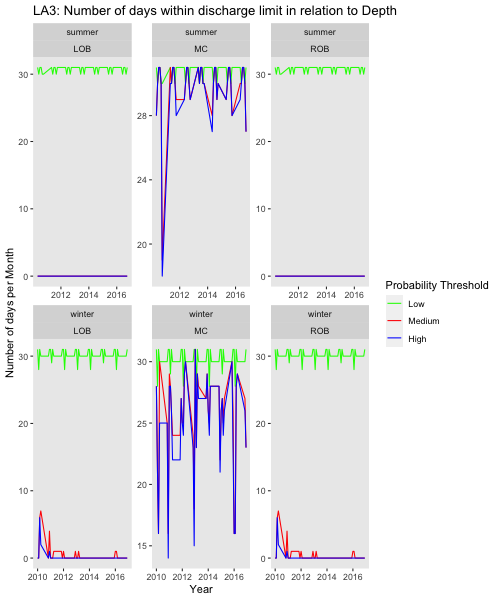 LA3: Number of days within discharge limit in relation to Depth
summer summer summer
LOB MC ROB
30
20
10
0
28
24
20
30
20
10
0
2012 2014 2016 2012 2014 2016 2012 2014 2016
winter winter winter
LOB MC ROB
30
20
10
0
30
25
20
15
30
20
10
0
2010 2012 2014 2016 2010 2012 2014 2016 2010 2012 2014 2016
Year
Number of days per Month
Probability Threshold
Low
Medium
High